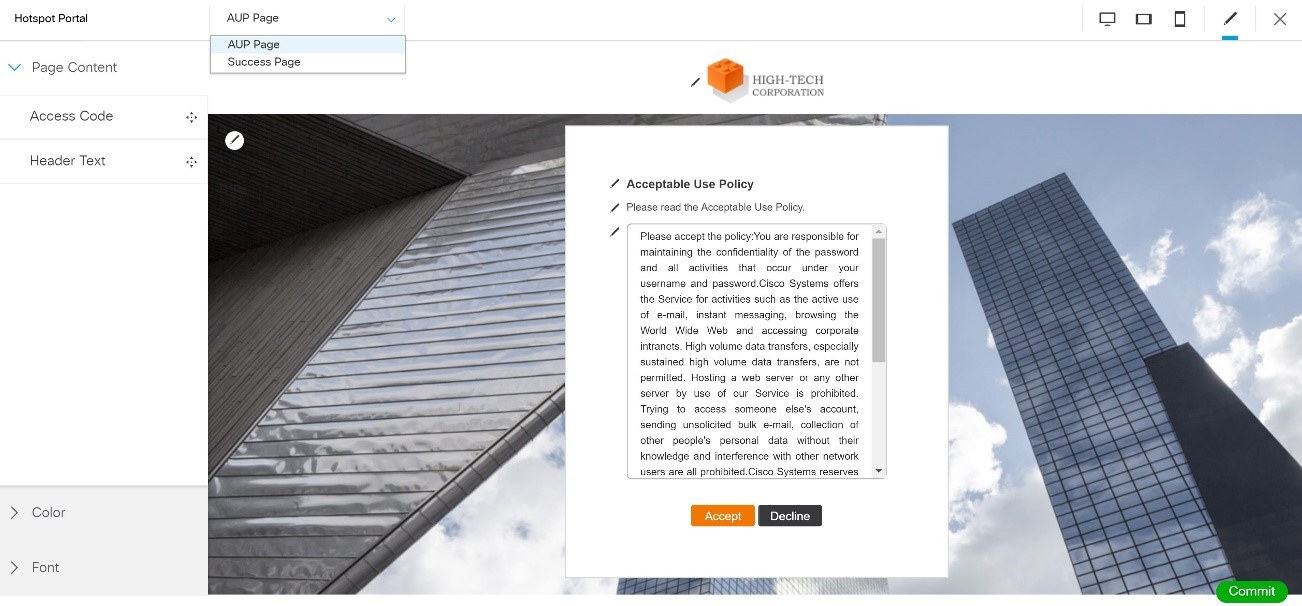 Hotspot Portal
AUP Page
AUP Page
Success Page
Page Content
Access Code
Header Text
Color
Font
HIGH-TECH
CORPORATION
Acceptable Use Policy
Please read the Acceptable Use Policy.
Please accept the policy:You are responsible for
maintaining the confidentiality of the password
and all activities that occur under your
username and password.Cisco Systems offers
the Service for activities such as the active use
of e-mail, instant messaging, browsing the
World Wide Web and accessing corporate
intranets. High volume data transfers, especially
sustained high volume data transfers, are not
permitted. Hosting a web server or any other
server by use of our Service is prohibited.
Trying to access someone else's account,
sending unsolicited bulk e-mail, collection of
other people's personal data without their
knowledge and interference with other network
users are all prohibited.Cisco Systems reserves
Accept
Decline
Commit